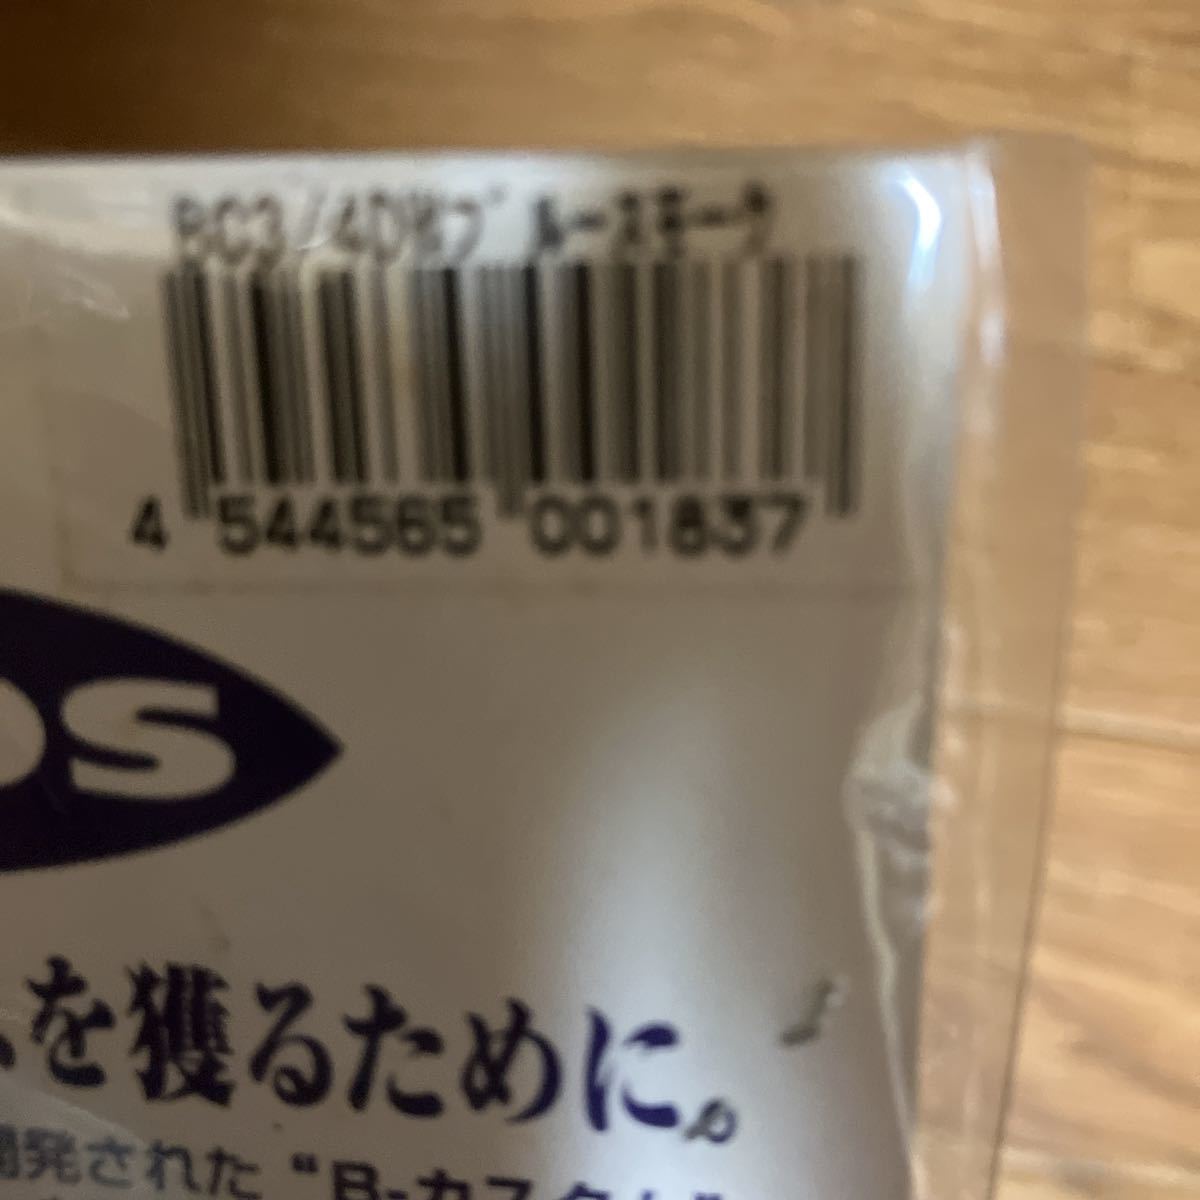 BC3/4DWブルースモーク
4 544565 001837
OS
を獲るために。
開発された“B-カスタム”